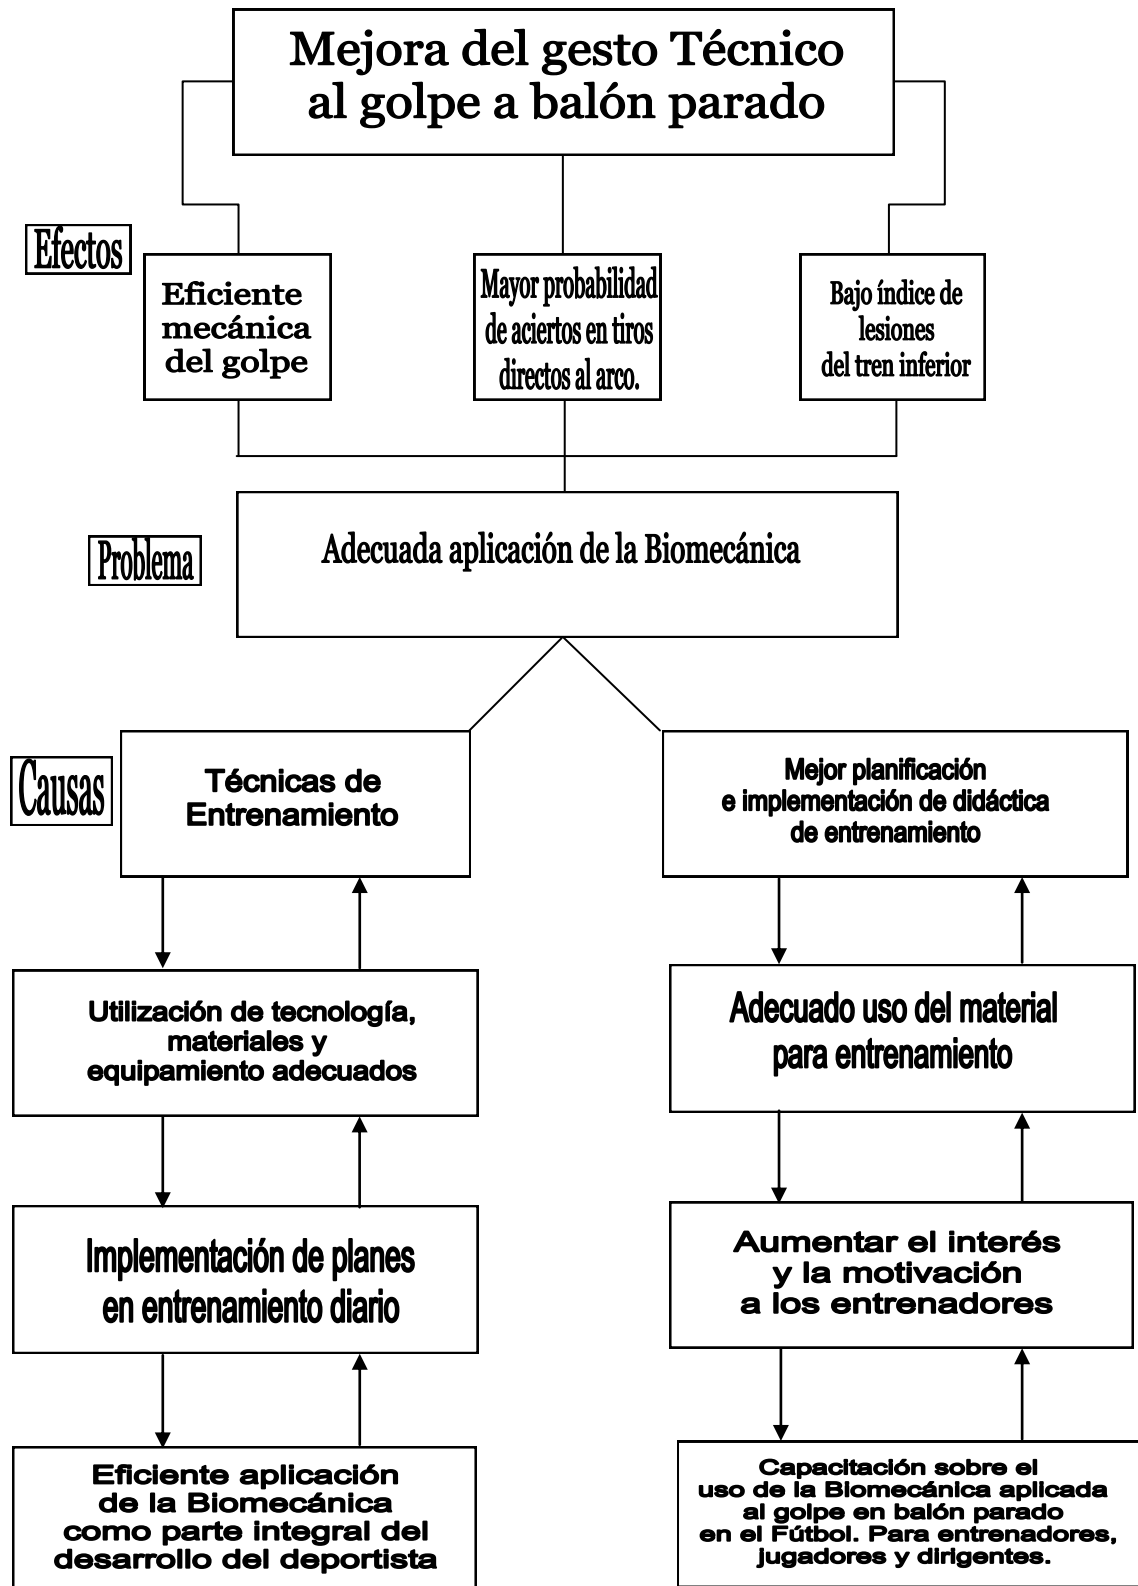 Mejora del gesto Técnico
al golpe a balón parado
Efectos
Eficiente
mecánica
del golpe
Mayor probabilidad
de aciertos en tiros
directos al arco.
Bajo índice de
lesiones
del tren inferior
Problema
Adecuada aplicación de la Biomecánica
Causas
Técnicas de
Entrenamiento
Mejor planificación
e implementación de didáctica
de entrenamiento
Utilización de tecnología,
materiales y
equipamiento adecuados
Adecuado uso del material
para entrenamiento
Implementación de planes
en entrenamiento diario
Aumentar el interés
y la motivación
a los entrenadores
Eficiente aplicación
de la Biomecánica
como parte integral del
desarrollo del deportista
Capacitación sobre el
uso de la Biomecánica aplicada
al golpe en balón parado
en el Fútbol. Para entrenadores,
jugadores y dirigentes.